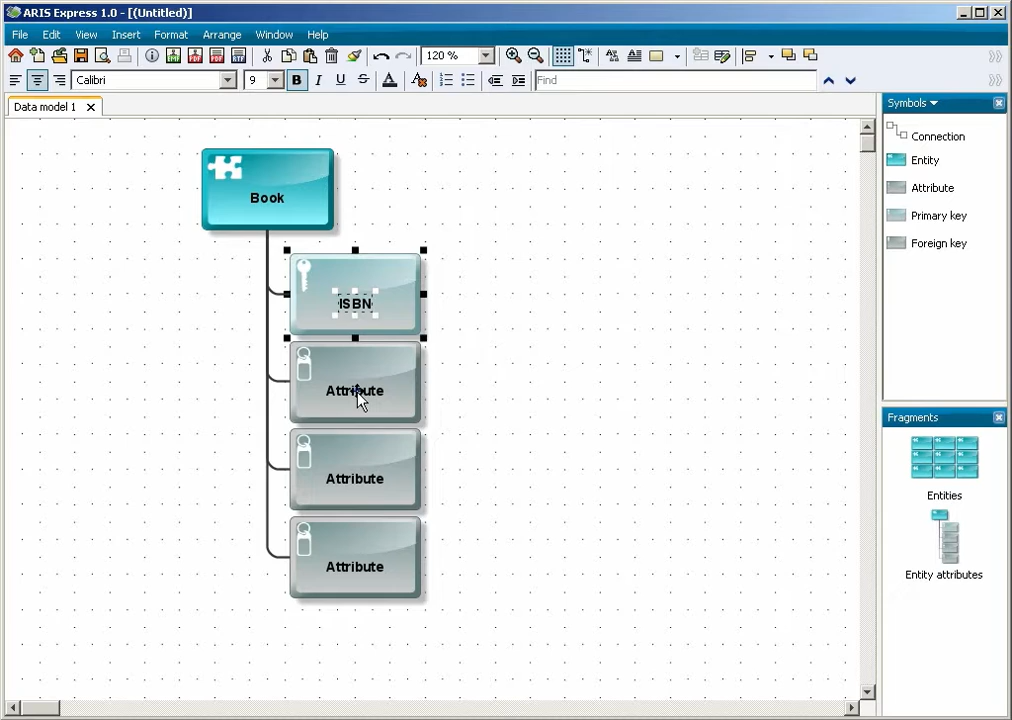 ARIS Express 1.0 - [(Untitled)]
File Edit View Insert Format Arrange Window Help
120 %
Calibri 9 B I U S A Find
Data model 1
Symbols
Connection
Entity
Attribute
Primary key
Foreign key
Book
ISBN
Attribute
Attribute
Attribute
Fragments
Entities
Entity attributes